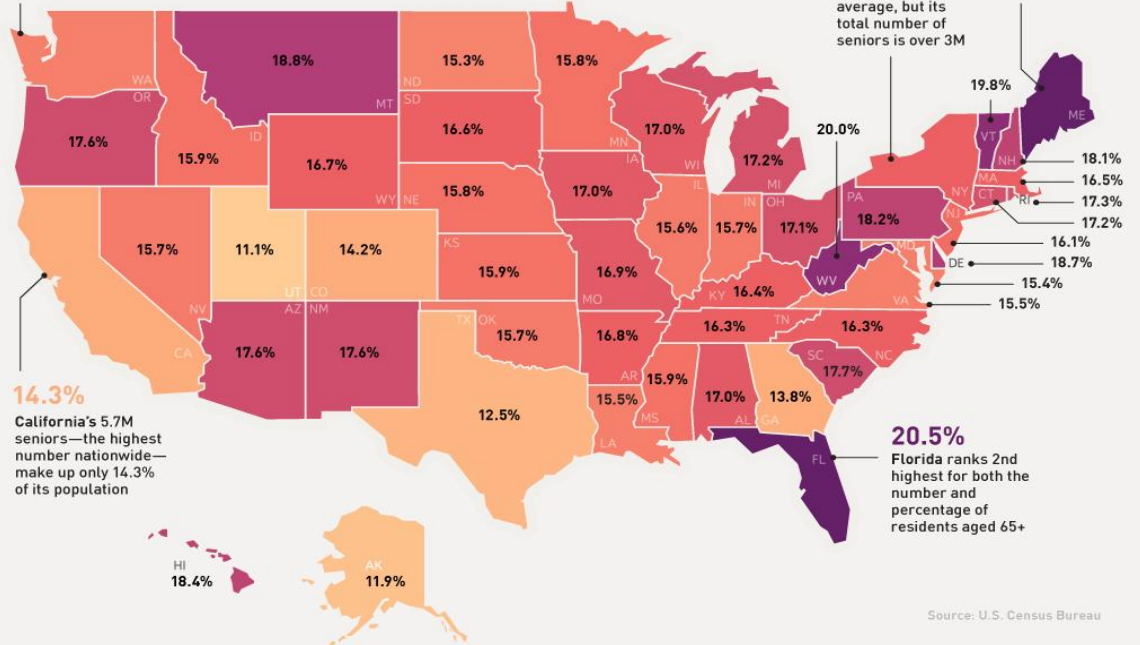 average, but its
total number of
seniors is over 3M
18.8%
15.3%
15.8%
WA
ND
MT
OR
SD
19.8%
ME
17.6%
ID
15.9%
16.7%
16.6%
MN
17.0%
17.2%
20.0%
VT
NH
18.1%
IA
WI
MI
MA
16.5%
WY
NE
15.8%
17.0%
IL
IN
OH
PA
NY
CT
RI
17.3%
17.2%
15.7%
11.1%
14.2%
KS
15.6%
15.7%
17.1%
18.2%
NJ
16.1%
15.9%
16.9%
MD
DE
18.7%
UT
CO
MO
KY
16.4%
WV
VA
15.4%
15.5%
NV
AZ
NM
TX
OK
15.7%
16.8%
16.3%
TN
16.3%
CA
17.6%
17.6%
AR
15.9%
SC
NC
17.7%
14.3%
California's 5.7M
seniors—the highest
number nationwide—
make up only 14.3%
of its population
12.5%
15.5%
LA
MS
17.0%
AL
GA
13.8%
FL
20.5%
Florida ranks 2nd
highest for both the
number and
percentage of
residents aged 65+
HI
18.4%
AK
11.9%
Source: U.S. Census Bureau